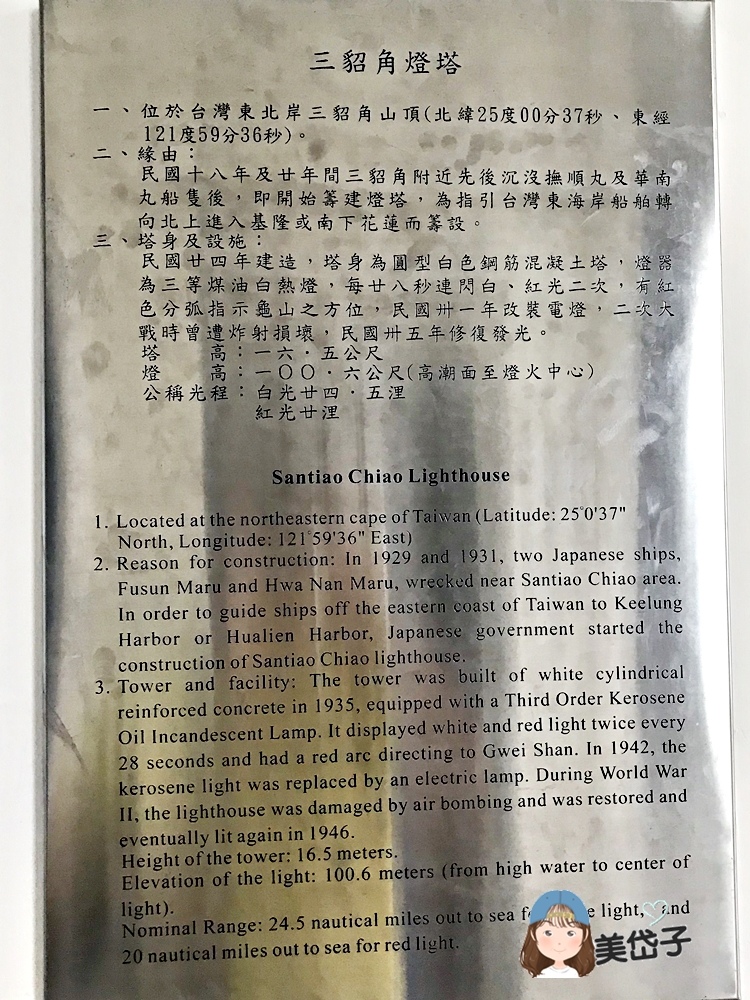 三貂角燈塔
一、位於台灣東北岸三貂角山頂(北緯25度00分37秒、東經
121度59分36秒)。
二、緣由：
民國十八年及廿年間三貂角附近先後沉沒撫順丸及華南
丸船隻後，即開始籌建燈塔，為指引台灣東海岸船舶轉
向北上進入基隆或南下花蓮而籌設。
三、塔身及設施：
民國廿四年建造，塔身為圓型白色鋼筋混凝土塔，燈器
為三等煤油白熱燈，每廿八秒連閃白、紅光二次，有紅
色分弧指示龜山之方位，民國卅一年改裝電燈，二次大
戰時曾遭炸射損壞，民國卅五年修復發光。
塔　　高：一六．五公尺
燈　　高：一〇〇．六公尺(高潮面至燈火中心)
公稱光程：白光廿四．五浬
紅光廿浬
Santiao Chiao Lighthouse
1. Located at the northeastern cape of Taiwan (Latitude: 25°0'37"
North, Longitude: 121°59'36" East)
2. Reason for construction: In 1929 and 1931, two Japanese ships,
Fusun Maru and Hwa Nan Maru, wrecked near Santiao Chiao area.
In order to guide ships off the eastern coast of Taiwan to Keelung
Harbor or Hualien Harbor, Japanese government started the
construction of Santiao Chiao lighthouse.
3. Tower and facility: The tower was built of white cylindrical
reinforced concrete in 1935, equipped with a Third Order Kerosene
Oil Incandescent Lamp. It displayed white and red light twice every
28 seconds and had a red arc directing to Gwei Shan. In 1942, the
kerosene light was replaced by an electric lamp. During World War
II, the lighthouse was damaged by air bombing and was restored and
eventually lit again in 1946.
Height of the tower: 16.5 meters.
Elevation of the light: 100.6 meters (from high water to center of
light).
Nominal Range: 24.5 nautical miles out to sea light, and
20 nautical miles out to sea for red light.
美岱子